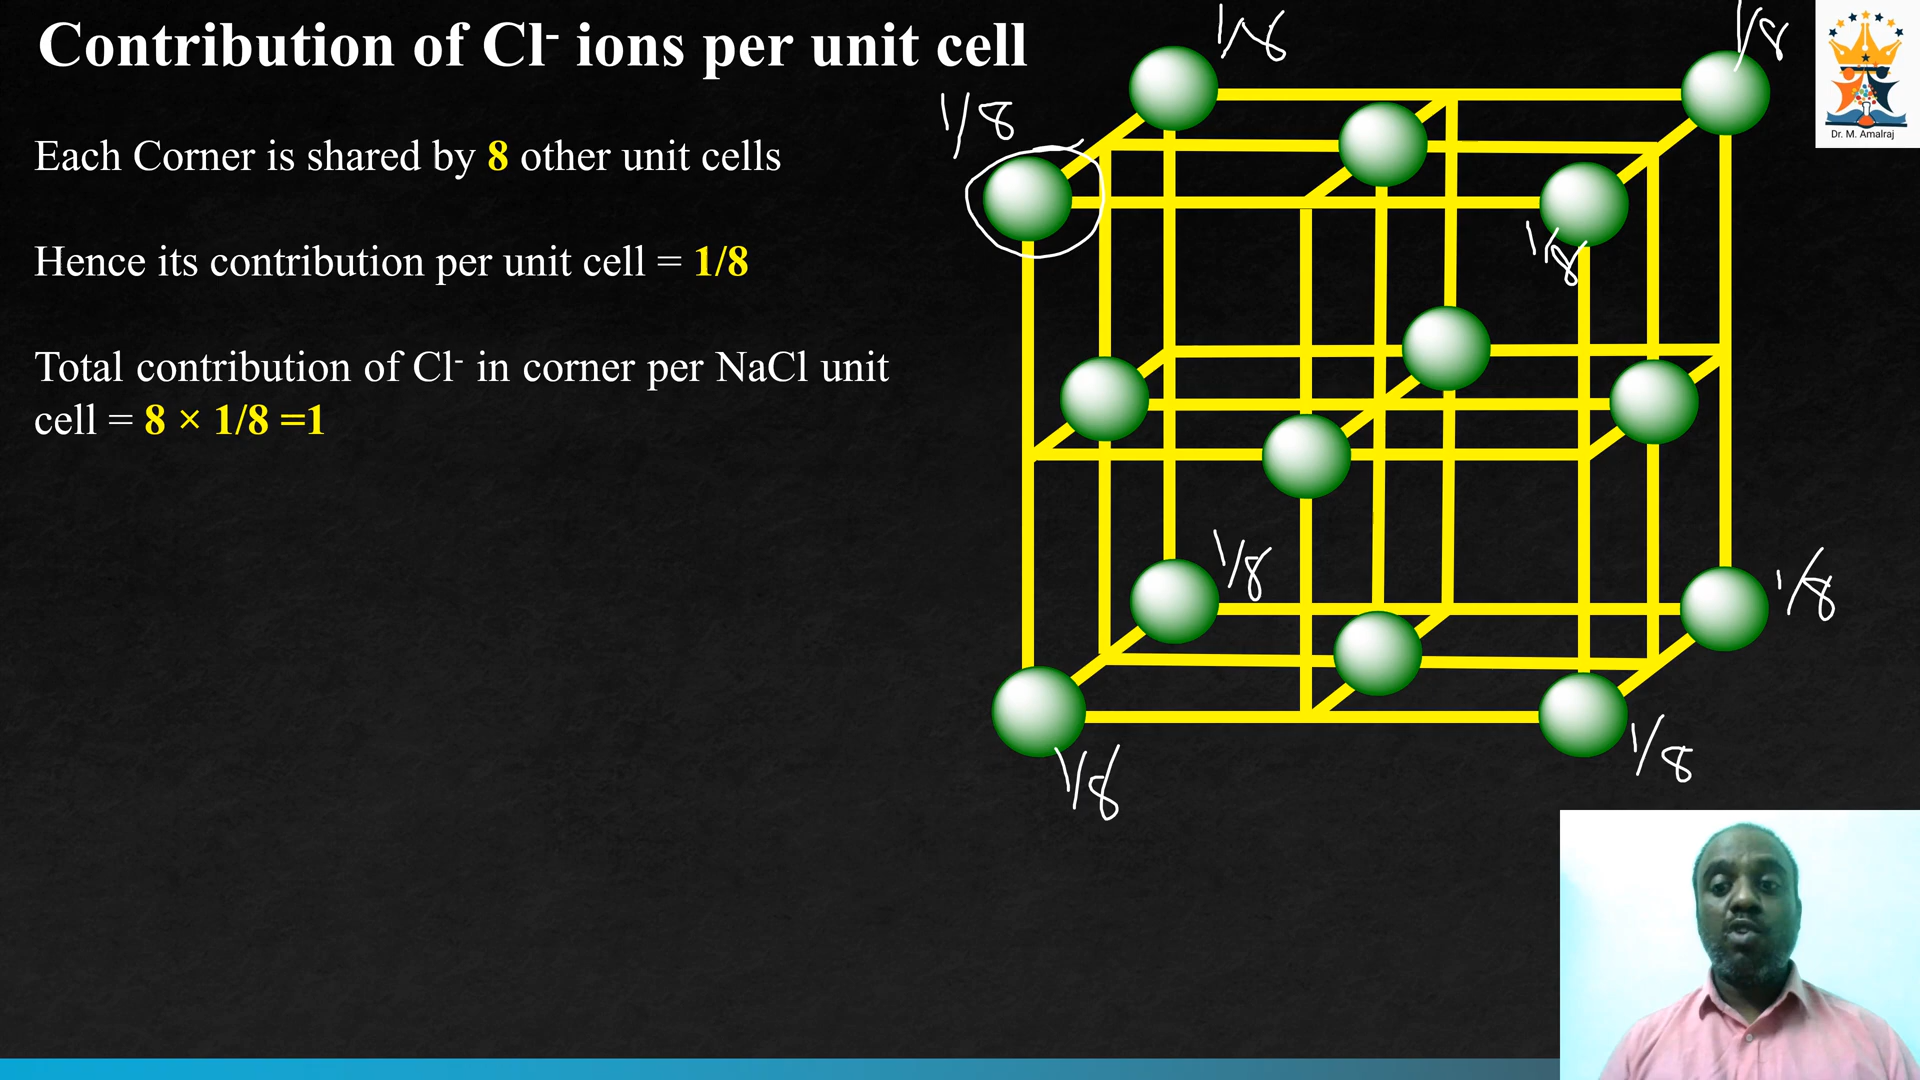 Contribution of Cl⁻ ions per unit cell
Each Corner is shared by 8 other unit cells
Hence its contribution per unit cell = 1/8
Total contribution of Cl⁻ in corner per NaCl unit
cell = 8 × 1/8 =1
1/8
1/8
1/8
1/8
1/8
1/8
1/8
1/8
Dr. M. Amalraj